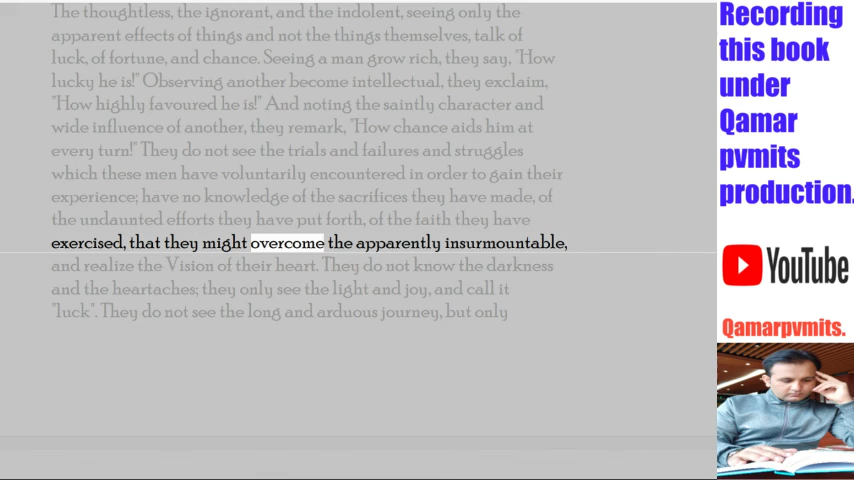 The thoughtless, the ignorant, and the indolent, seeing only the
apparent effects of things and not the things themselves, talk of
luck, of fortune, and chance. Seeing a man grow rich, they say, "How
lucky he is!" Observing another become intellectual, they exclaim,
"How highly favoured he is!" And noting the saintly character and
wide influence of another, they remark, "How chance aids him at
every turn!" They do not see the trials and failures and struggles
which these men have voluntarily encountered in order to gain their
experience; have no knowledge of the sacrifices they have made, of
the undaunted efforts they have put forth, of the faith they have
exercised, that they might overcome the apparently insurmountable,
and realize the Vision of their heart. They do not know the darkness
and the heartaches; they only see the light and joy, and call it
"luck". They do not see the long and arduous journey, but only
Recording
this book
under
Qamar
pvmits
production.
YouTube
Qamarpvmits.